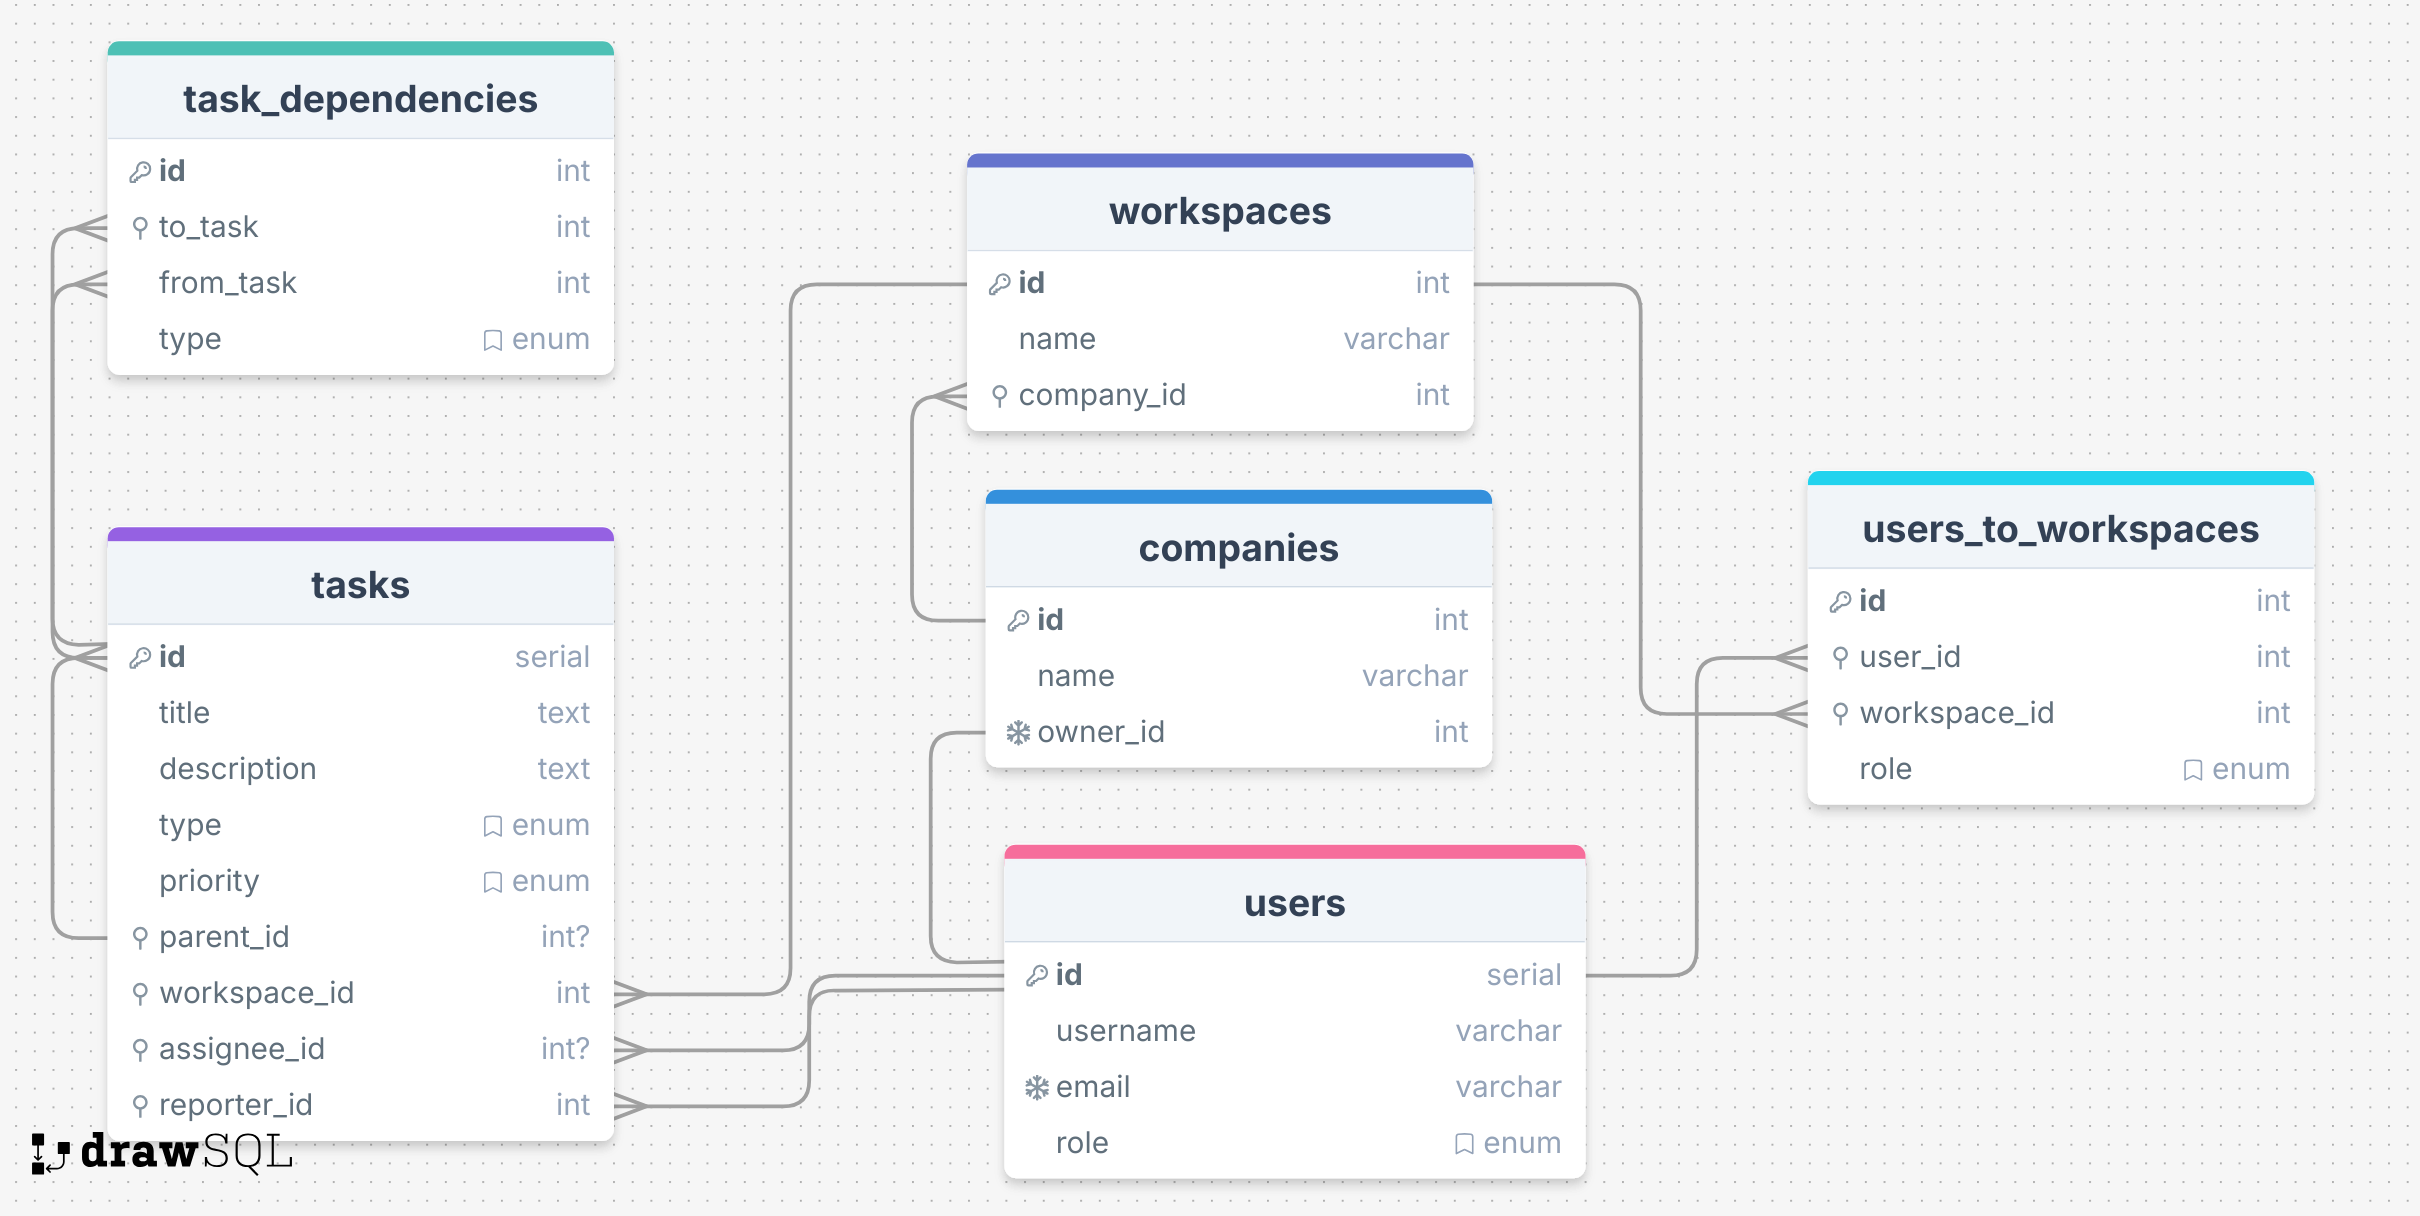 task_dependencies
id int
to_task int
from_task int
type enum
tasks
id serial
title text
description text
type enum
priority enum
parent_id int?
workspace_id int
assignee_id int?
reporter_id int
workspaces
id int
name varchar
company_id int
companies
id int
name varchar
owner_id int
users
id serial
username varchar
email varchar
role enum
users_to_workspaces
id int
user_id int
workspace_id int
role enum
drawSQL